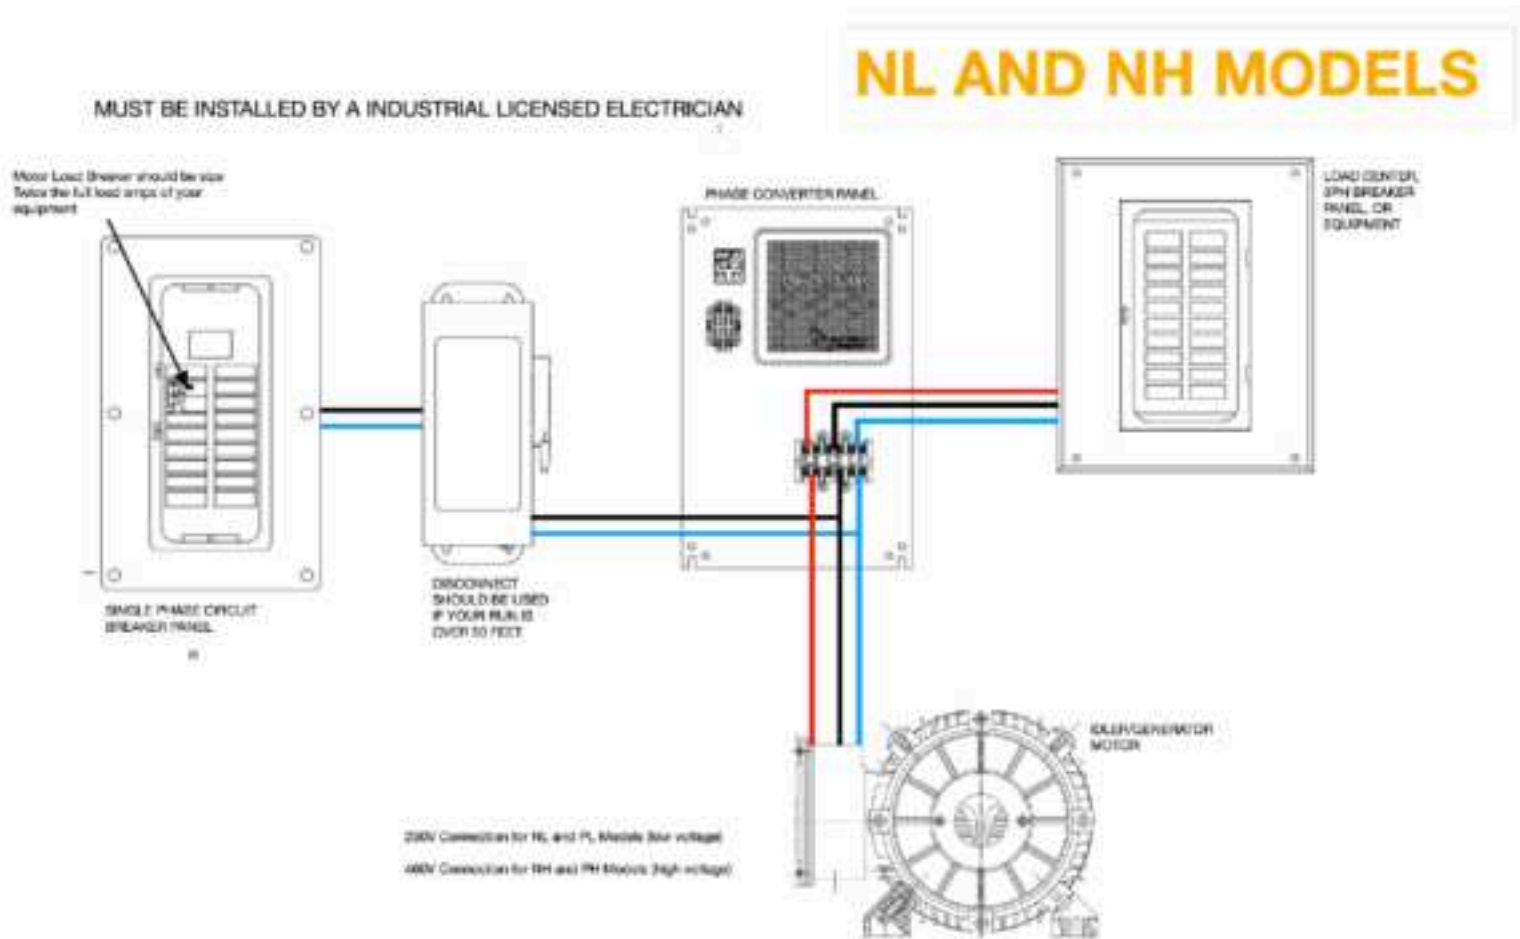 NL AND NH MODELS
MUST BE INSTALLED BY A INDUSTRIAL LICENSED ELECTRICIAN
Motor Load Breaker should be size
Twice the full load amps of your
equipment
PHASE CONVERTER PANEL
LOAD CENTER,
3PH BREAKER
PANEL, OR
EQUIPMENT
SINGLE PHASE CIRCUIT
BREAKER PANEL
DISCONNECT
SHOULD BE USED
IF YOUR RUN IS
OVER 50 FEET
IDLER/GENERATOR
MOTOR
230V Connection for NL and PL Models (low voltage)
460V Connection for NH and PH Models (high voltage)